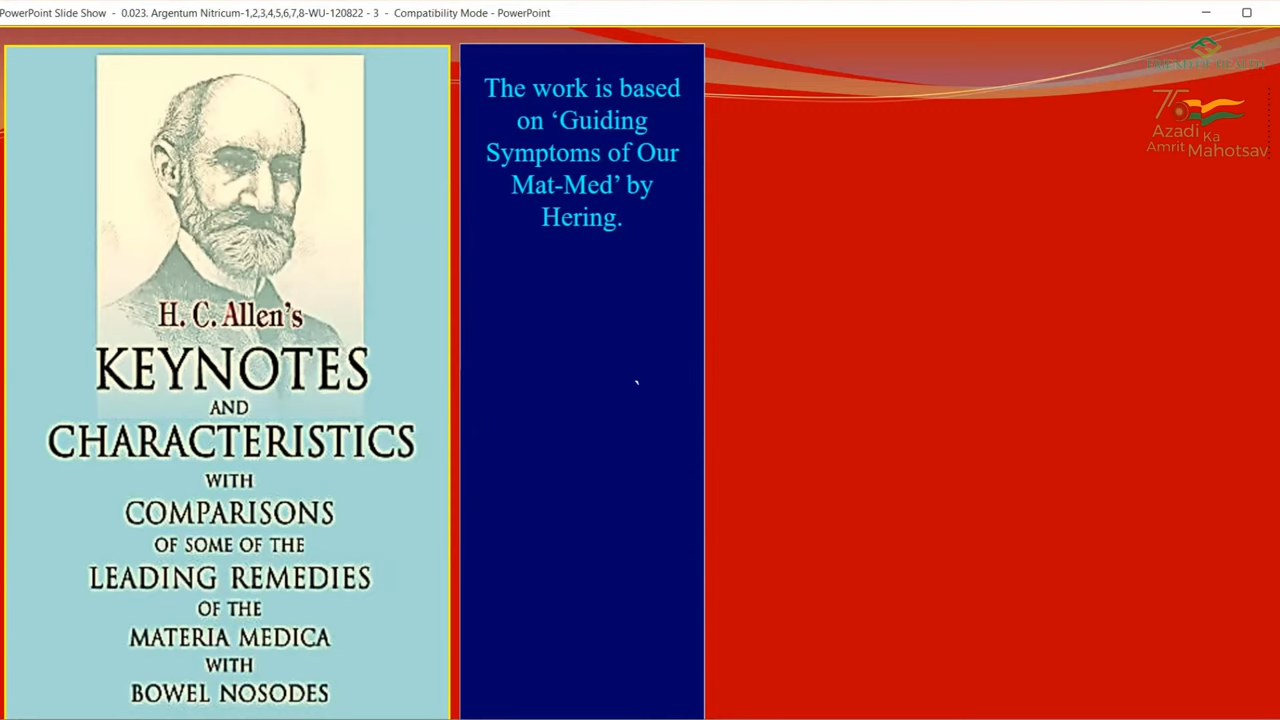 PowerPoint Slide Show - 0.023. Argentum Nitricum-1,2,3,4,5,6,7,8-WU-120822 - 3 - Compatibility Mode - PowerPoint
H. C. Allen's
KEYNOTES
AND
CHARACTERISTICS
WITH
COMPARISONS
OF SOME OF THE
LEADING REMEDIES
OF THE
MATERIA MEDICA
WITH
BOWEL NOSODES
The work is based
on ‘Guiding
Symptoms of Our
Mat-Med’ by
Hering.
75
Azadi Ka
Amrit Mahotsav